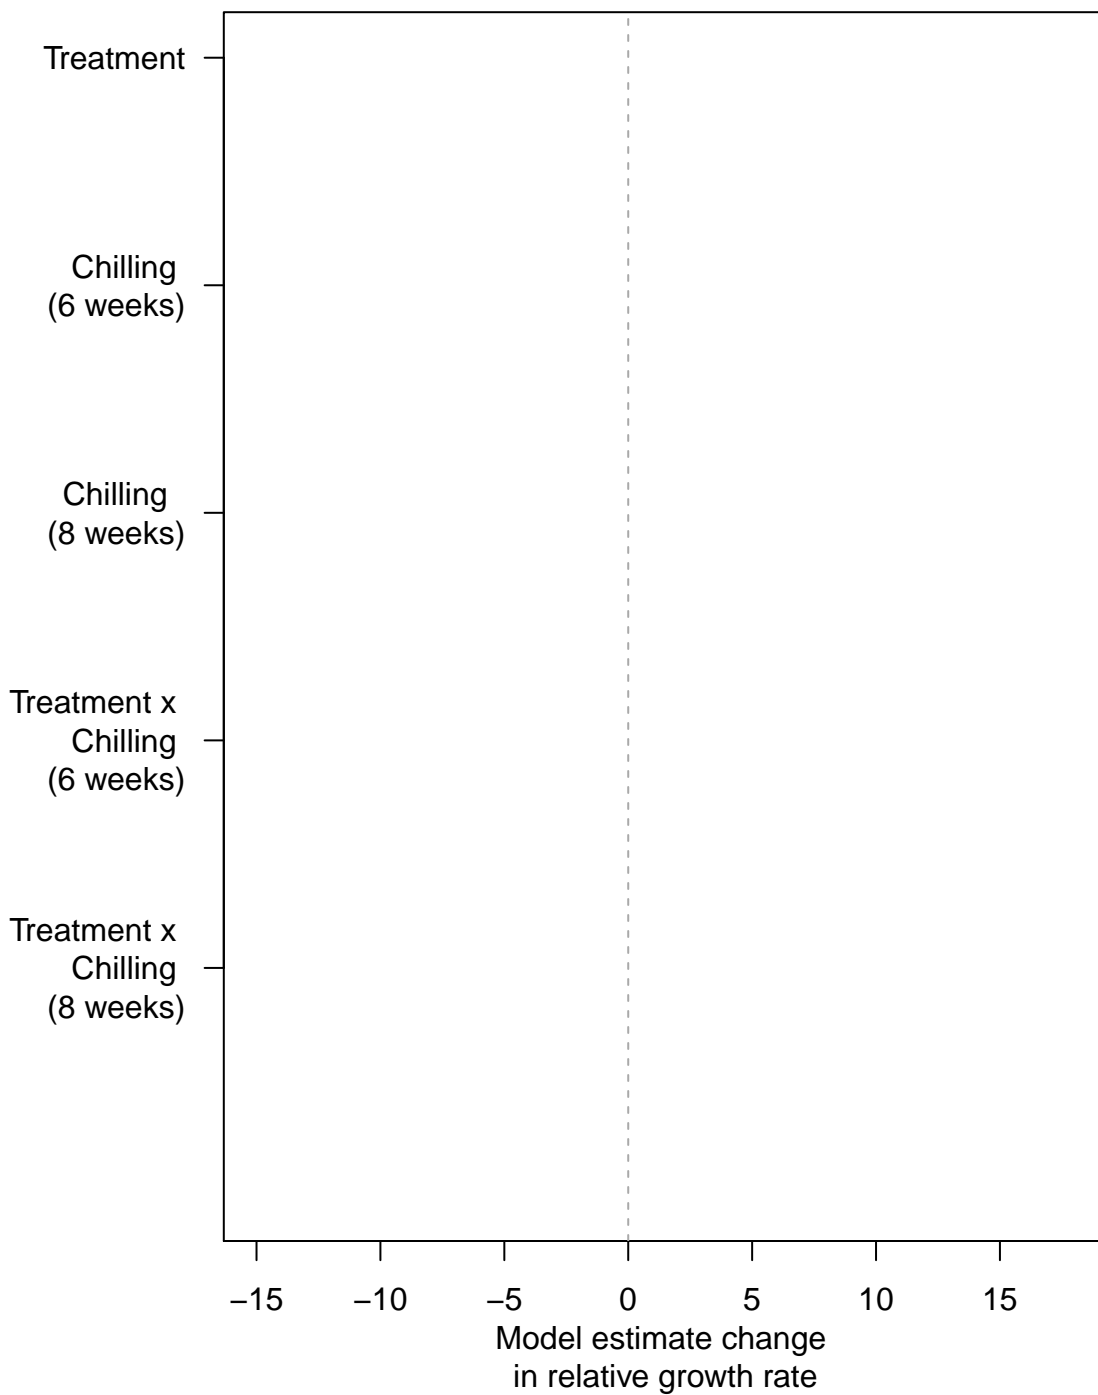 Treatment
Chilling
(6 weeks)
Chilling
(8 weeks)
Treatment x
Chilling
(6 weeks)
Treatment x
Chilling
(8 weeks)
−15 −10 −5 0 5 10 15
Model estimate change
in relative growth rate